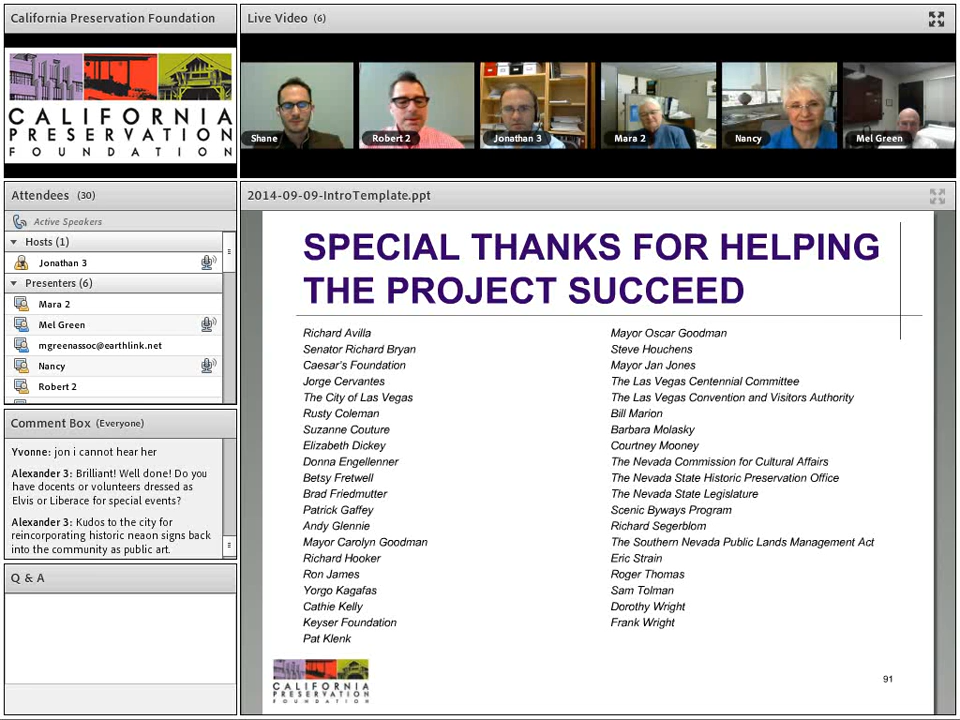 California Preservation Foundation
CALIFORNIA
PRESERVATION
FOUNDATION
Live Video (6)
Shane
Robert 2
Jonathan 3
Mara 2
Nancy
Mel Green
Attendees (30)
Active Speakers
Hosts (1)
Jonathan 3
Presenters (6)
Mara 2
Mel Green
mgreenassoc@earthlink.net
Nancy
Robert 2
Comment Box (Everyone)
Yvonne: jon i cannot hear her
Alexander 3: Brilliant! Well done! Do you
have docents or volunteers dressed as
Elvis or Liberace for special events?
Alexander 3: Kudos to the city for
reincorporating historic neaon signs back
into the community as public art.
Q & A
2014-09-09-IntroTemplate.ppt
SPECIAL THANKS FOR HELPING
THE PROJECT SUCCEED
Richard Avilla
Senator Richard Bryan
Caesar's Foundation
Jorge Cervantes
The City of Las Vegas
Rusty Coleman
Suzanne Couture
Elizabeth Dickey
Donna Engellenner
Betsy Fretwell
Brad Friedmutter
Patrick Gaffey
Andy Glennie
Mayor Carolyn Goodman
Richard Hooker
Ron James
Yorgo Kagafas
Cathie Kelly
Keyser Foundation
Pat Klenk
Mayor Oscar Goodman
Steve Houchens
Mayor Jan Jones
The Las Vegas Centennial Committee
The Las Vegas Convention and Visitors Authority
Bill Marion
Barbara Molasky
Courtney Mooney
The Nevada Commission for Cultural Affairs
The Nevada State Historic Preservation Office
The Nevada State Legislature
Scenic Byways Program
Richard Segerblom
The Southern Nevada Public Lands Management Act
Eric Strain
Roger Thomas
Sam Tolman
Dorothy Wright
Frank Wright
CALIFORNIA
PRESERVATION
FOUNDATION
91